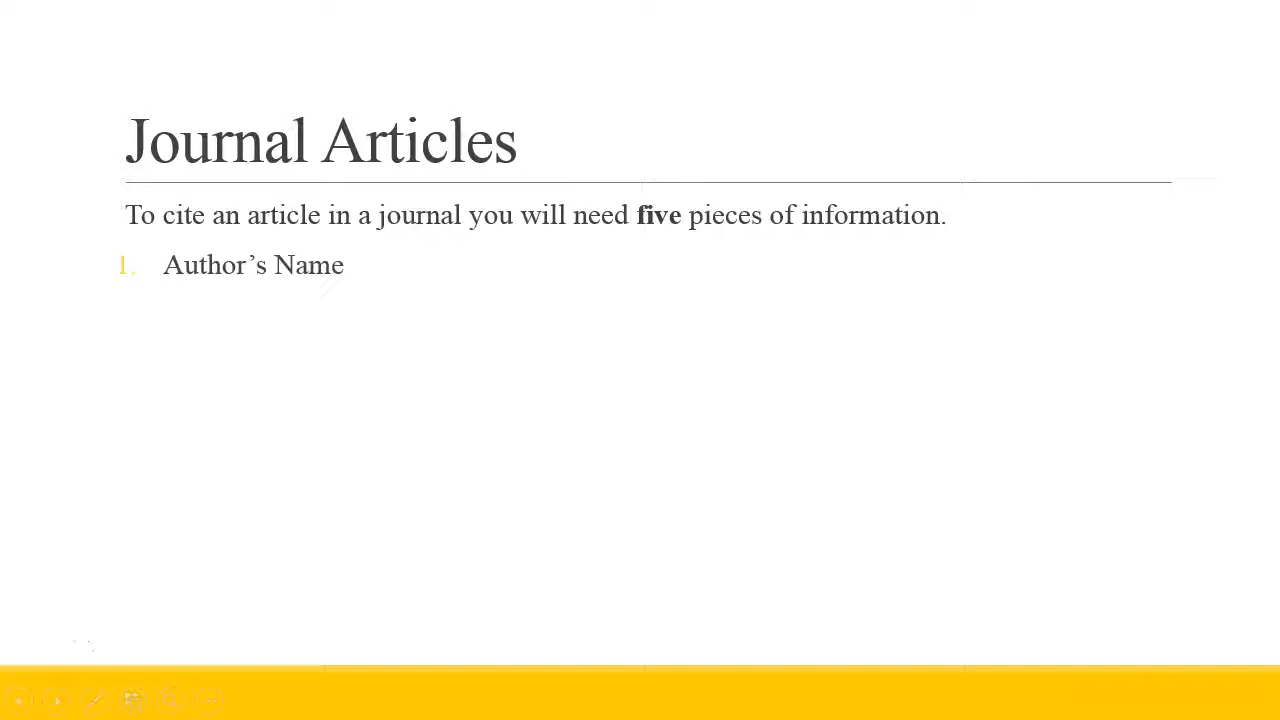 Journal Articles
To cite an article in a journal you will need five pieces of information.
1. Author’s Name